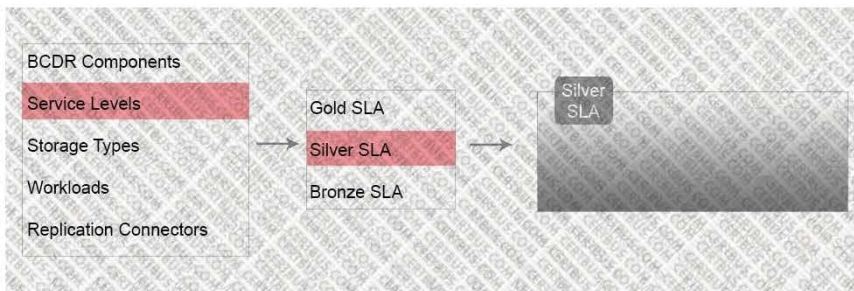 BCDR Components
Service Levels
Storage Types
Workloads
Replication Connectors
Gold SLA
Silver SLA
Bronze SLA
Silver
SLA